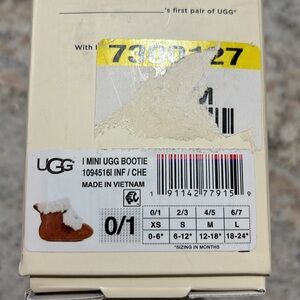 's first pair of UGG®
With l
UGG
I MINI UGG BOOTIE
1094516I INF / CHE
MADE IN VIETNAM
0/1
1 91142 77915 9
0/1 2/3 4/5 6/7
XS S M L
0-6* 6-12* 12-18* 18-24*
*SIZING IN MONTHS